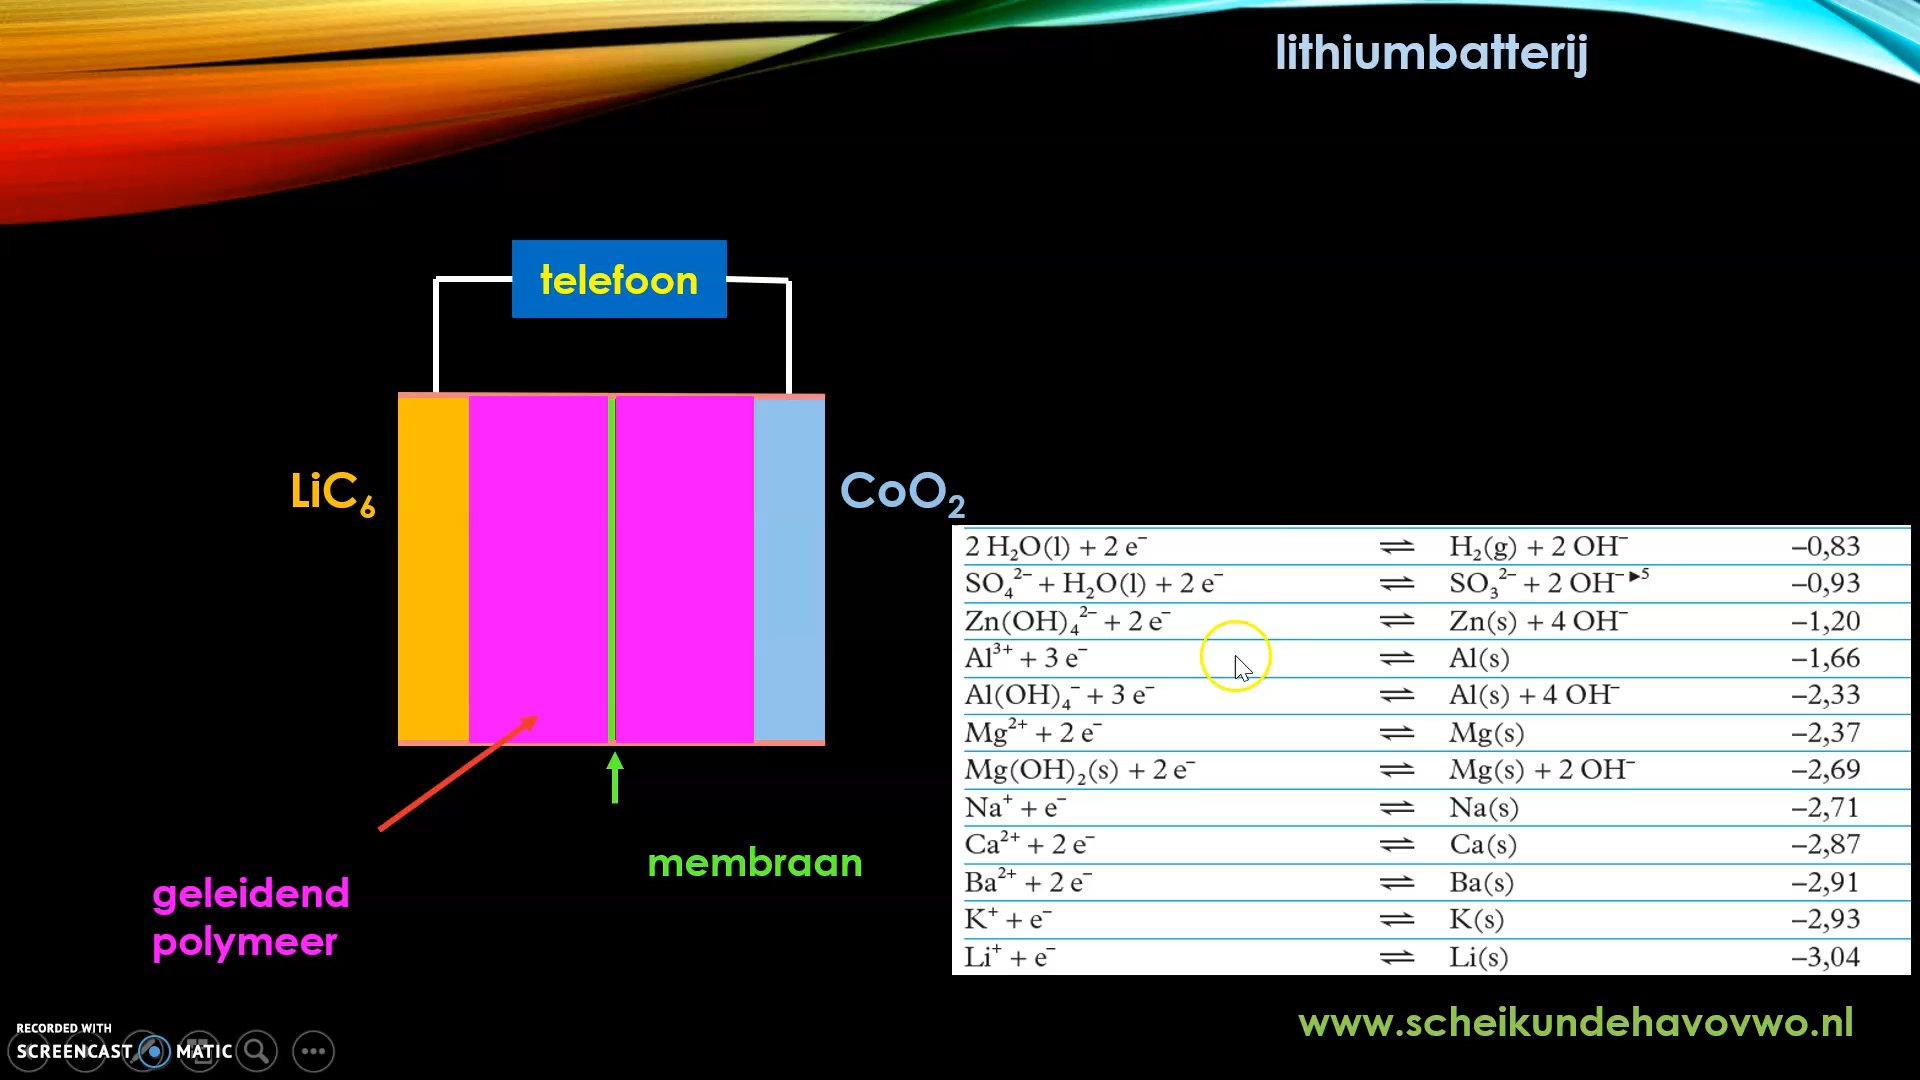 lithiumbatterij
telefoon
LiC₆
CoO₂
2 H₂O(l) + 2 e⁻ ⇌ H₂(g) + 2 OH⁻ –0,83
SO₄²⁻ + H₂O(l) + 2 e⁻ ⇌ SO₃²⁻ + 2 OH⁻ ▸5 –0,93
Zn(OH)₄²⁻ + 2 e⁻ ⇌ Zn(s) + 4 OH⁻ –1,20
Al³⁺ + 3 e⁻ ⇌ Al(s) –1,66
Al(OH)₄⁻ + 3 e⁻ ⇌ Al(s) + 4 OH⁻ –2,33
Mg²⁺ + 2 e⁻ ⇌ Mg(s) –2,37
Mg(OH)₂(s) + 2 e⁻ ⇌ Mg(s) + 2 OH⁻ –2,69
Na⁺ + e⁻ ⇌ Na(s) –2,71
Ca²⁺ + 2 e⁻ ⇌ Ca(s) –2,87
Ba²⁺ + 2 e⁻ ⇌ Ba(s) –2,91
K⁺ + e⁻ ⇌ K(s) –2,93
Li⁺ + e⁻ ⇌ Li(s) –3,04
membraan
geleidend
polymeer
www.scheikundehavovwo.nl
RECORDED WITH
SCREENCAST MATIC